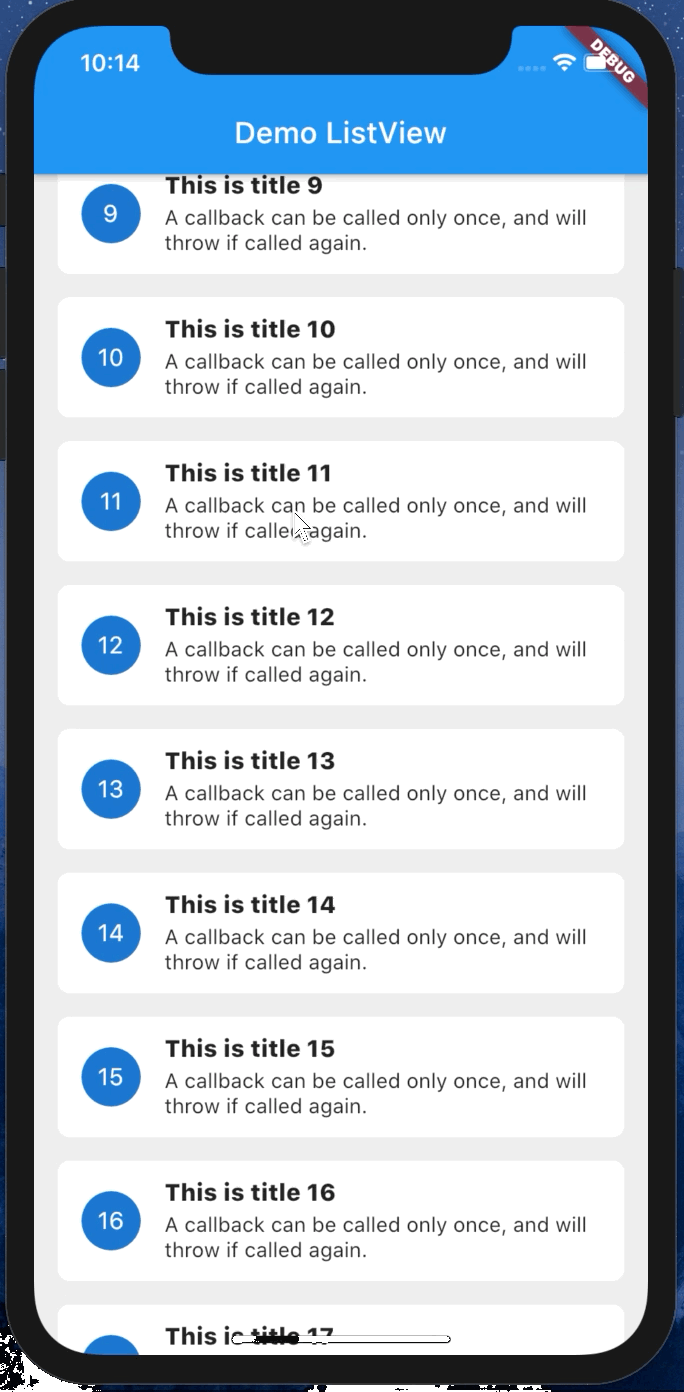 10:14
DEBUG
Demo ListView
This is title 9
9
A callback can be called only once, and will
throw if called again.
This is title 10
10
A callback can be called only once, and will
throw if called again.
This is title 11
11
A callback can be called only once, and will
throw if called again.
This is title 12
12
A callback can be called only once, and will
throw if called again.
This is title 13
13
A callback can be called only once, and will
throw if called again.
This is title 14
14
A callback can be called only once, and will
throw if called again.
This is title 15
15
A callback can be called only once, and will
throw if called again.
This is title 16
16
A callback can be called only once, and will
throw if called again.
This is title 17